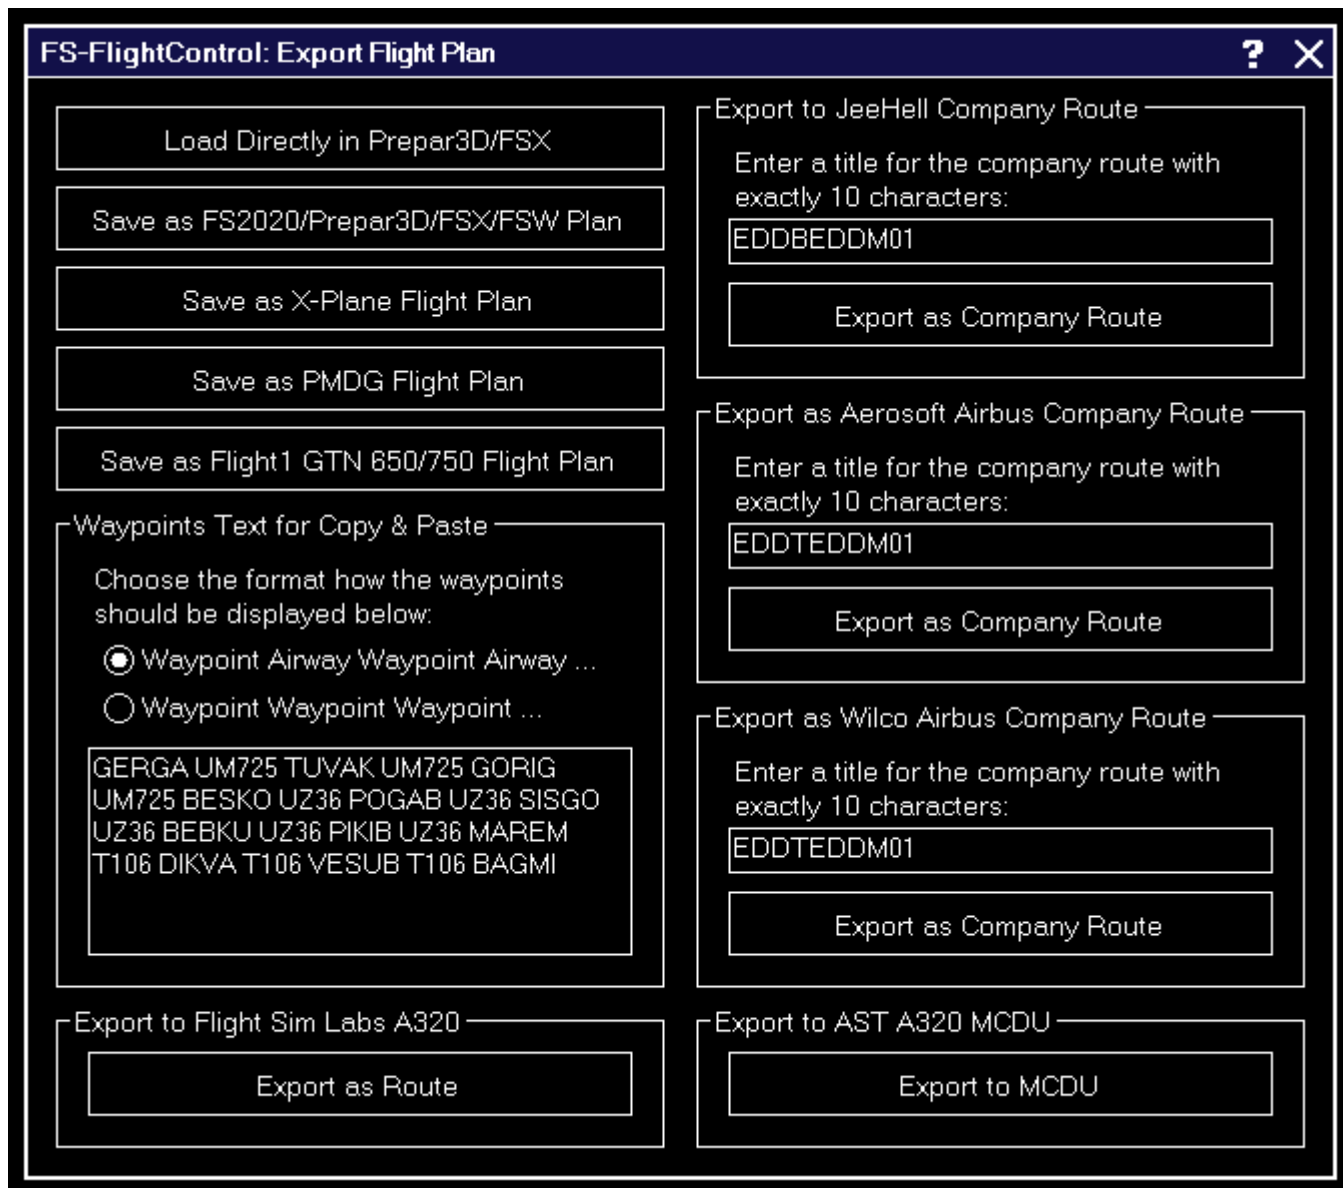 FS-FlightControl: Export Flight Plan
?
Load Directly in Prepar3D/FSX
Save as FS2020/Prepar3D/FSX/FSW Plan
Save as X-Plane Flight Plan
Save as PMDG Flight Plan
Save as Flight1 GTN 650/750 Flight Plan
Waypoints Text for Copy & Paste
Choose the format how the waypoints
should be displayed below:
Waypoint Airway Waypoint Airway ...
Waypoint Waypoint Waypoint ...
GERGA UM725 TUVAK UM725 GORIG
UM725 BESKO UZ36 POGAB UZ36 SISGO
UZ36 BEBKU UZ36 PIKIB UZ36 MAREM
T106 DIKVA T106 VESUB T106 BAGMI
Export to Flight Sim Labs A320
Export as Route
Export to JeeHell Company Route
Enter a title for the company route with
exactly 10 characters:
EDDBEDDM01
Export as Company Route
Export as Aerosoft Airbus Company Route
Enter a title for the company route with
exactly 10 characters:
EDDTEDDM01
Export as Company Route
Export as Wilco Airbus Company Route
Enter a title for the company route with
exactly 10 characters:
EDDTEDDM01
Export as Company Route
Export to AST A320 MCDU
Export to MCDU